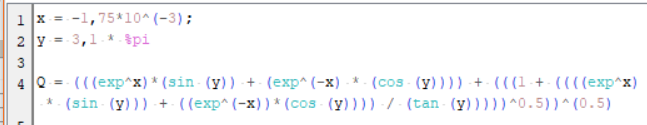 1 x = -1,75*10^(-3);
2 y = 3,1 * %pi
3
4 Q = (((exp^x)*(sin (y)) + (exp^(-x) * (cos (y)))) + (((1 + ((((exp^x)
* (sin (y))) + ((exp^(-x))*(cos (y)))) / (tan (y)))))^0.5))^(0.5)